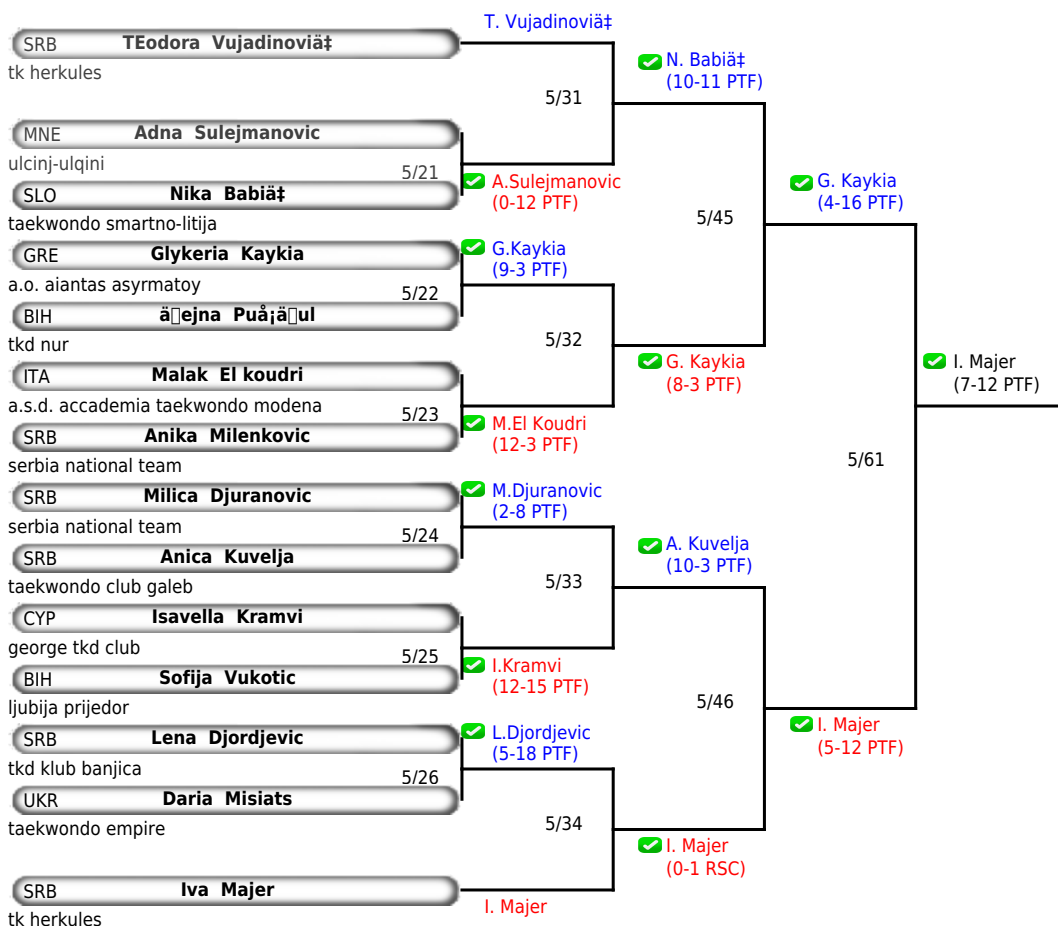 T. Vujadinoviä‡
SRB TEodora Vujadinoviä‡
tk herkules
N. Babiä‡
(10-11 PTF)
5/31
MNE Adna Sulejmanovic
ulcinj-ulqini
5/21
A.Sulejmanovic
(0-12 PTF)
SLO Nika Babiä‡
taekwondo smartno-litija
G. Kaykia
(4-16 PTF)
5/45
GRE Glykeria Kaykia
a.o. aiantas asyrmatoy
G.Kaykia
(9-3 PTF)
5/22
BIH ä▯ejna Puå¡ä▯ul
tkd nur
5/32
ITA Malak El koudri
a.s.d. accademia taekwondo modena
G. Kaykia
(8-3 PTF)
I. Majer
(7-12 PTF)
5/23
M.El Koudri
(12-3 PTF)
SRB Anika Milenkovic
serbia national team
5/61
SRB Milica Djuranovic
serbia national team
M.Djuranovic
(2-8 PTF)
5/24
SRB Anica Kuvelja
taekwondo club galeb
A. Kuvelja
(10-3 PTF)
5/33
CYP Isavella Kramvi
george tkd club
5/25
I.Kramvi
(12-15 PTF)
BIH Sofija Vukotic
ljubija prijedor
5/46
I. Majer
(5-12 PTF)
SRB Lena Djordjevic
tkd klub banjica
L.Djordjevic
(5-18 PTF)
5/26
UKR Daria Misiats
taekwondo empire
5/34
I. Majer
(0-1 RSC)
SRB Iva Majer
tk herkules
I. Majer